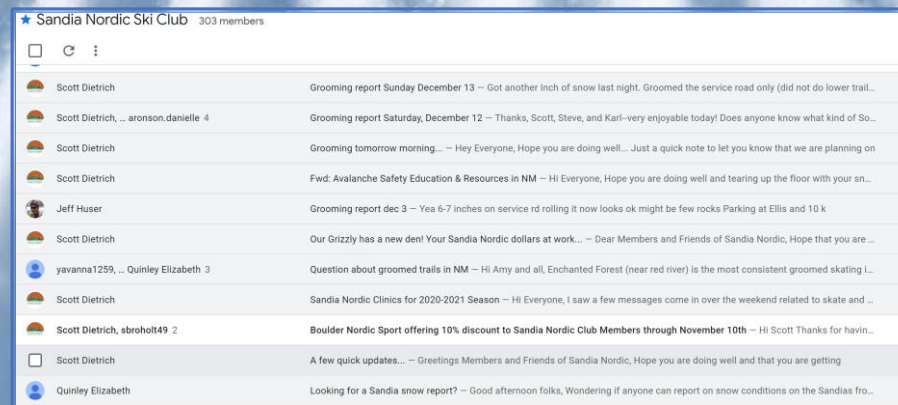 Sandia Nordic Ski Club 303 members
Scott Dietrich Grooming report Sunday December 13 — Got another Inch of snow last night. Groomed the service road only (did not do lower trail...
Scott Dietrich, ... aronson.danielle 4 Grooming report Saturday, December 12 — Thanks, Scott, Steve, and Karl--very enjoyable today! Does anyone know what kind of So...
Scott Dietrich Grooming tomorrow morning... — Hey Everyone, Hope you are doing well... Just a quick note to let you know that we are planning on
Scott Dietrich Fwd: Avalanche Safety Education & Resources in NM — Hi Everyone, Hope you are doing well and tearing up the floor with your sn...
Jeff Huser Grooming report dec 3 — Yea 6-7 inches on service rd rolling it now looks ok might be few rocks Parking at Ellis and 10 k
Scott Dietrich Our Grizzly has a new den! Your Sandia Nordic dollars at work... — Dear Members and Friends of Sandia Nordic, Hope that you are ...
yavanna1259, ... Quinley Elizabeth 3 Question about groomed trails in NM — Hi Amy and all, Enchanted Forest (near red river) is the most consistent groomed skating i...
Scott Dietrich Sandia Nordic Clinics for 2020-2021 Season — Hi Everyone, I saw a few messages come in over the weekend related to skate and ...
Scott Dietrich, sbroholt49 2 Boulder Nordic Sport offering 10% discount to Sandia Nordic Club Members through November 10th — Hi Scott Thanks for havin...
Scott Dietrich A few quick updates... — Greetings Members and Friends of Sandia Nordic, Hope you are doing well and that you are getting
Quinley Elizabeth Looking for a Sandia snow report? — Good afternoon folks, Wondering if anyone can report on snow conditions on the Sandias fro...